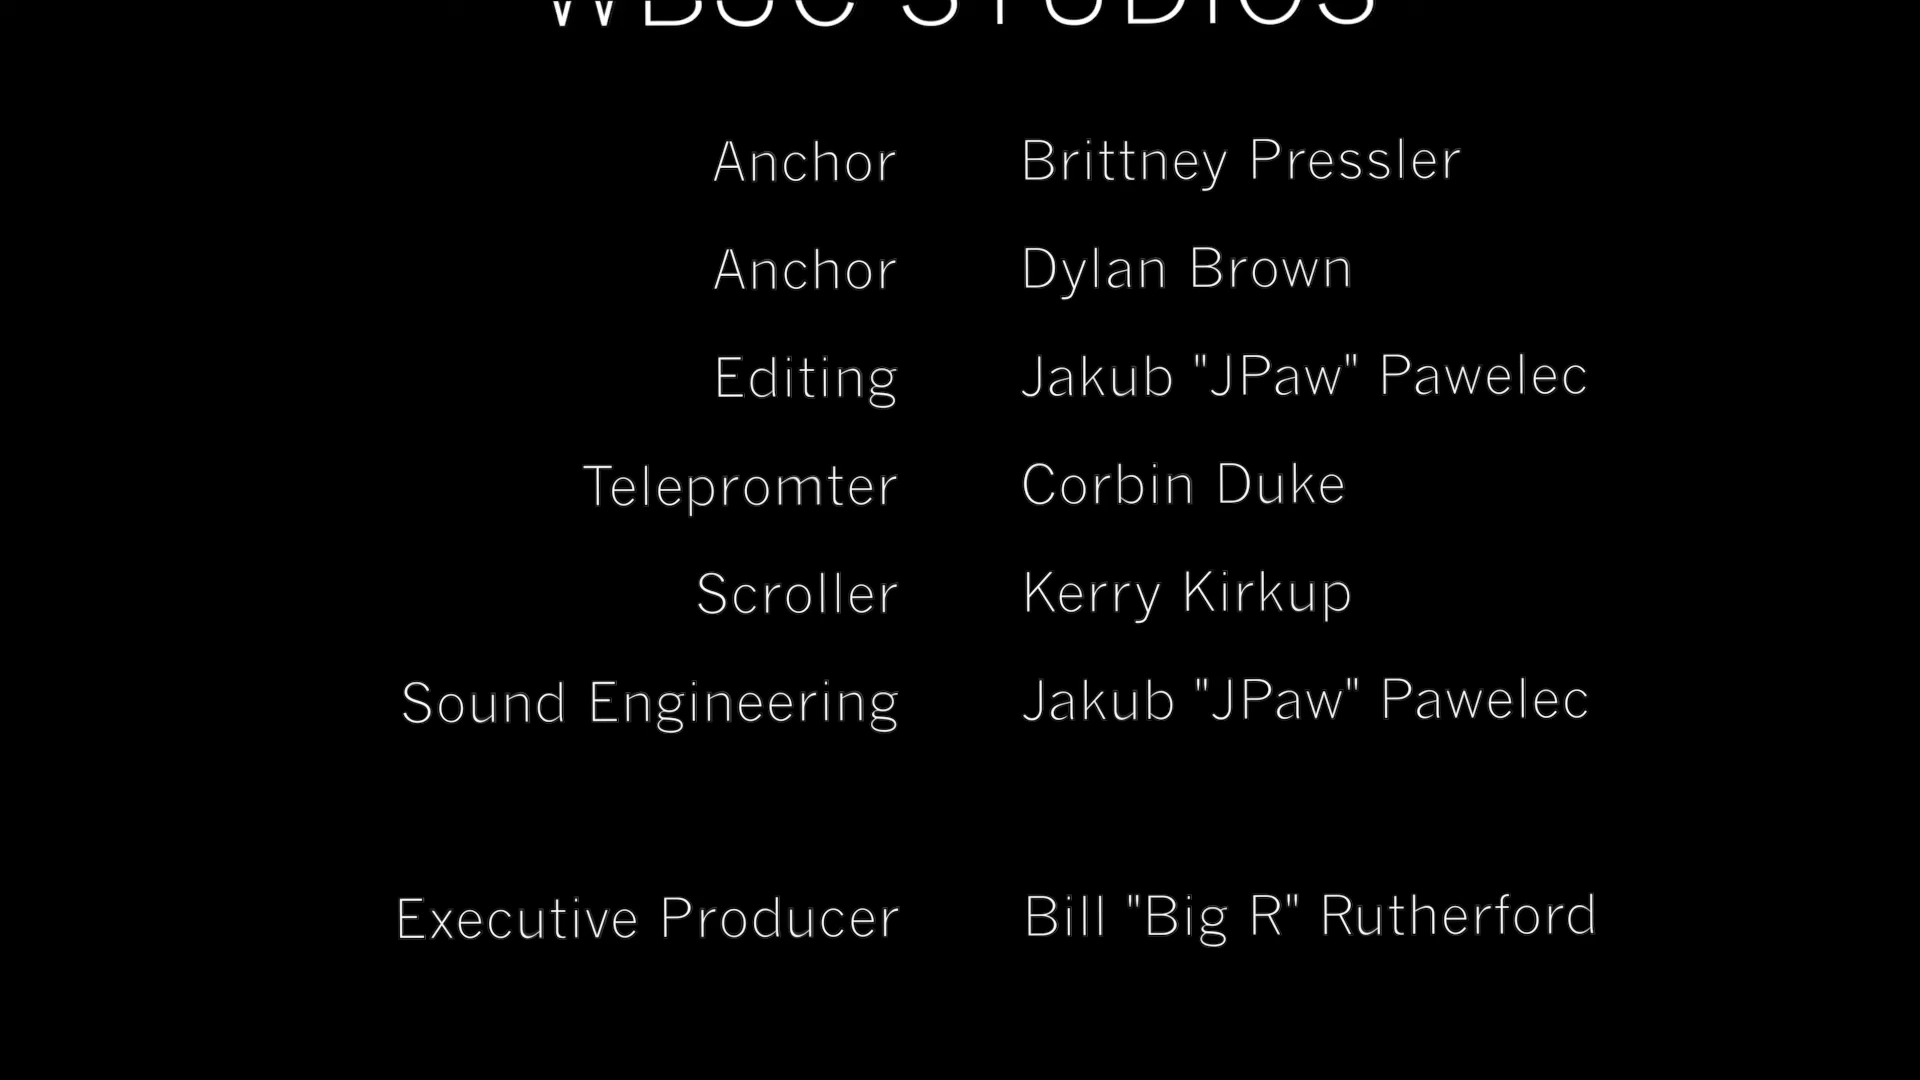 STUDIOS
Anchor Brittney Pressler
Anchor Dylan Brown
Editing Jakub "JPaw" Pawelec
Telepromter Corbin Duke
Scroller Kerry Kirkup
Sound Engineering Jakub "JPaw" Pawelec
Executive Producer Bill "Big R" Rutherford